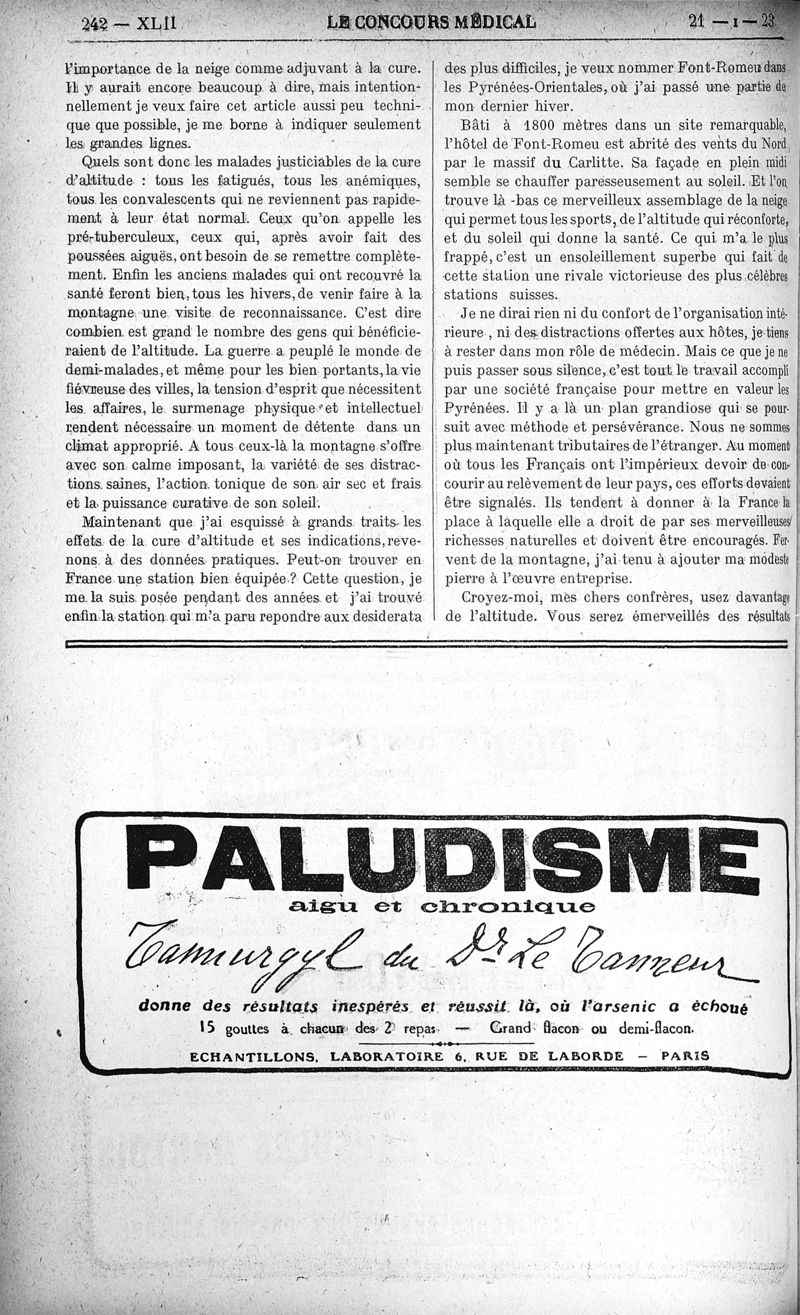 242 — XLII
LE CONCOURS MÉDICAL
21 — I — 23
l'importance de la neige comme adjuvant à la cure.
Il y aurait encore beaucoup à dire, mais intention-
nellement je veux faire cet article aussi peu techni-
que que possible, je me borne à indiquer seulement
les grandes lignes.
Quels sont donc les malades justiciables de la cure
d'altitude : tous les fatigués, tous les anémiques,
tous les convalescents qui ne reviennent pas rapide-
ment à leur état normal. Ceux qu'on appelle les
pré-tuberculeux, ceux qui, après avoir fait des
poussées aiguës, ont besoin de se remettre complète-
ment. Enfin les anciens malades qui ont recouvré la
santé feront bien, tous les hivers, de venir faire à la
montagne une visite de reconnaissance. C'est dire
combien est grand le nombre des gens qui bénéficie-
raient de l'altitude. La guerre a peuplé le monde de
demi-malades, et même pour les bien portants, la vie
fiévreuse des villes, la tension d'esprit que nécessitent
les affaires, le surmenage physique et intellectuel
rendent nécessaire un moment de détente dans un
climat approprié. A tous ceux-là la montagne s'offre
avec son calme imposant, la variété de ses distrac-
tions saines, l'action tonique de son air sec et frais
et la puissance curative de son soleil.
Maintenant que j'ai esquissé à grands traits les
effets de la cure d'altitude et ses indications, reve-
nons à des données pratiques. Peut-on trouver en
France une station bien équipée ? Cette question, je
me la suis posée pendant des années et j'ai trouvé
enfin la station qui m'a paru repondre aux desiderata
des plus difficiles, je veux nommer Font-Romeu dans
les Pyrénées-Orientales, où j'ai passé une partie de
mon dernier hiver.
Bâti à 1800 mètres dans un site remarquable,
l'hôtel de Font-Romeu est abrité des vents du Nord
par le massif du Carlitte. Sa façade en plein midi
semble se chauffer paresseusement au soleil. Et l'on
trouve là -bas ce merveilleux assemblage de la neige
qui permet tous les sports, de l'altitude qui réconforte,
et du soleil qui donne la santé. Ce qui m'a le plus
frappé, c'est un ensoleillement superbe qui fait de
cette station une rivale victorieuse des plus célèbres
stations suisses.
Je ne dirai rien ni du confort de l'organisation inté-
rieure , ni des distractions offertes aux hôtes, je tiens
à rester dans mon rôle de médecin. Mais ce que je ne
puis passer sous silence, c'est tout le travail accompli
par une société française pour mettre en valeur les
Pyrénées. Il y a là un plan grandiose qui se pour-
suit avec méthode et persévérance. Nous ne sommes
plus maintenant tributaires de l'étranger. Au moment
où tous les Français ont l'impérieux devoir de con-
courir au relèvement de leur pays, ces efforts devaient
être signalés. Ils tendent à donner à la France la
place à laquelle elle a droit de par ses merveilleuses
richesses naturelles et doivent être encouragés. Fer-
vent de la montagne, j'ai tenu à ajouter ma modeste
pierre à l'œuvre entreprise.
Croyez-moi, mes chers confrères, usez davantage
de l'altitude. Vous serez émerveillés des résultats
PALUDISME
aigu et chronique
Tannurgyl du Dr Le Tanneur
donne des résultats inespérés et réussit là, où l'arsenic a échoué
15 gouttes à chacun des 2 repas — Grand flacon ou demi-flacon.
ECHANTILLONS, LABORATOIRE 6, RUE DE LABORDE — PARIS